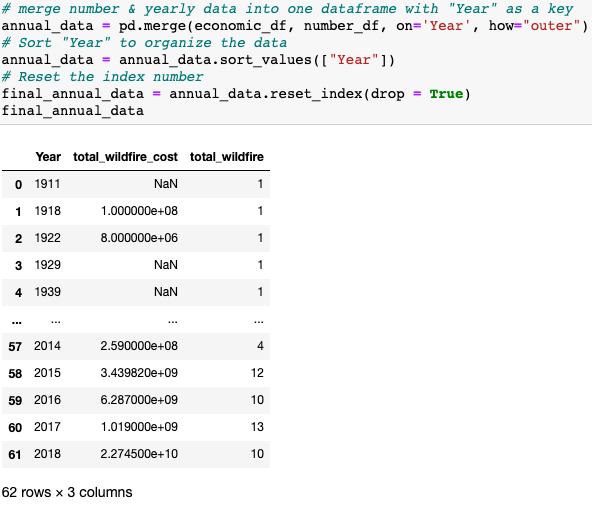 # merge number & yearly data into one dataframe with "Year" as a key
annual_data = pd.merge(economic_df, number_df, on='Year', how="outer")
# Sort "Year" to organize the data
annual_data = annual_data.sort_values(["Year"])
# Reset the index number
final_annual_data = annual_data.reset_index(drop = True)
final_annual_data
Year total_wildfire_cost total_wildfire
0 1911 NaN 1
1 1918 1.000000e+08 1
2 1922 8.000000e+06 1
3 1929 NaN 1
4 1939 NaN 1
... ... ... ...
57 2014 2.590000e+08 4
58 2015 3.439820e+09 12
59 2016 6.287000e+09 10
60 2017 1.019000e+09 13
61 2018 2.274500e+10 10
62 rows × 3 columns